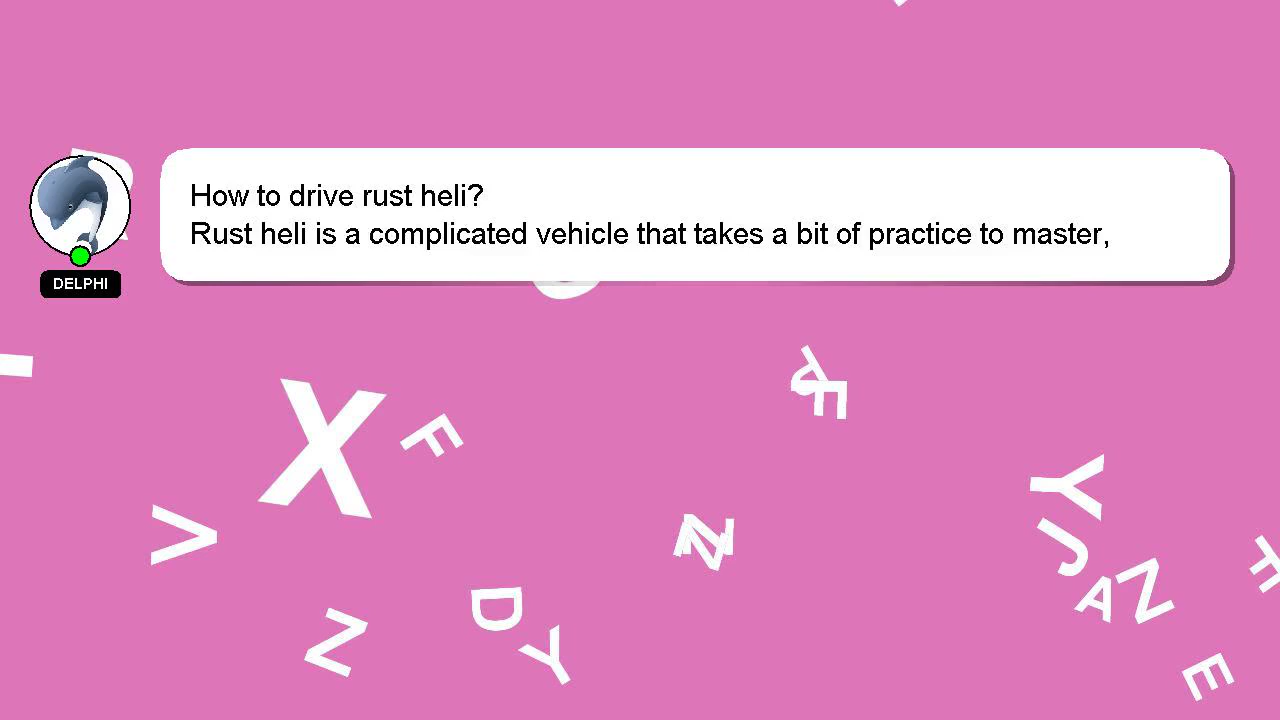 How to drive rust heli?
Rust heli is a complicated vehicle that takes a bit of practice to master,
DELPHI
X
F
F
Y
V
N
J
A
N
F
N
D
Y
E